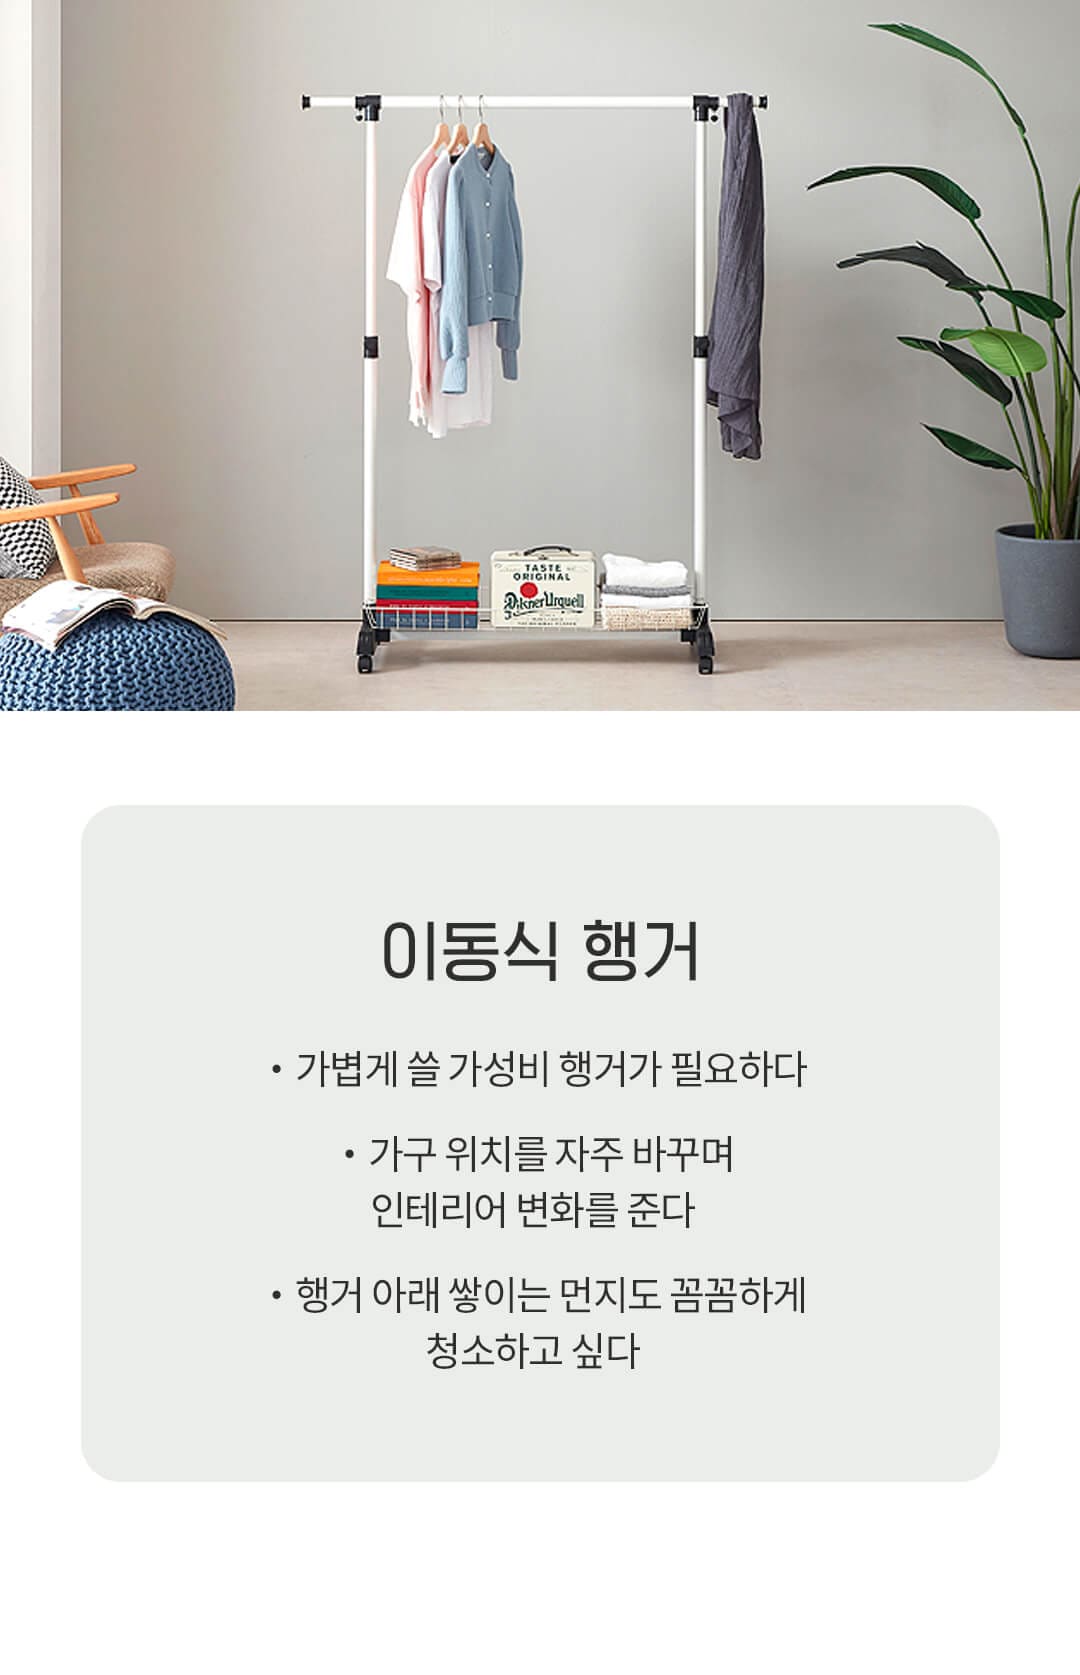 TASTE
ORIGINAL
Pilsner Urquell
이동식 행거
• 가볍게 쓸 가성비 행거가 필요하다
• 가구 위치를 자주 바꾸며
인테리어 변화를 준다
• 행거 아래 쌓이는 먼지도 꼼꼼하게
청소하고 싶다